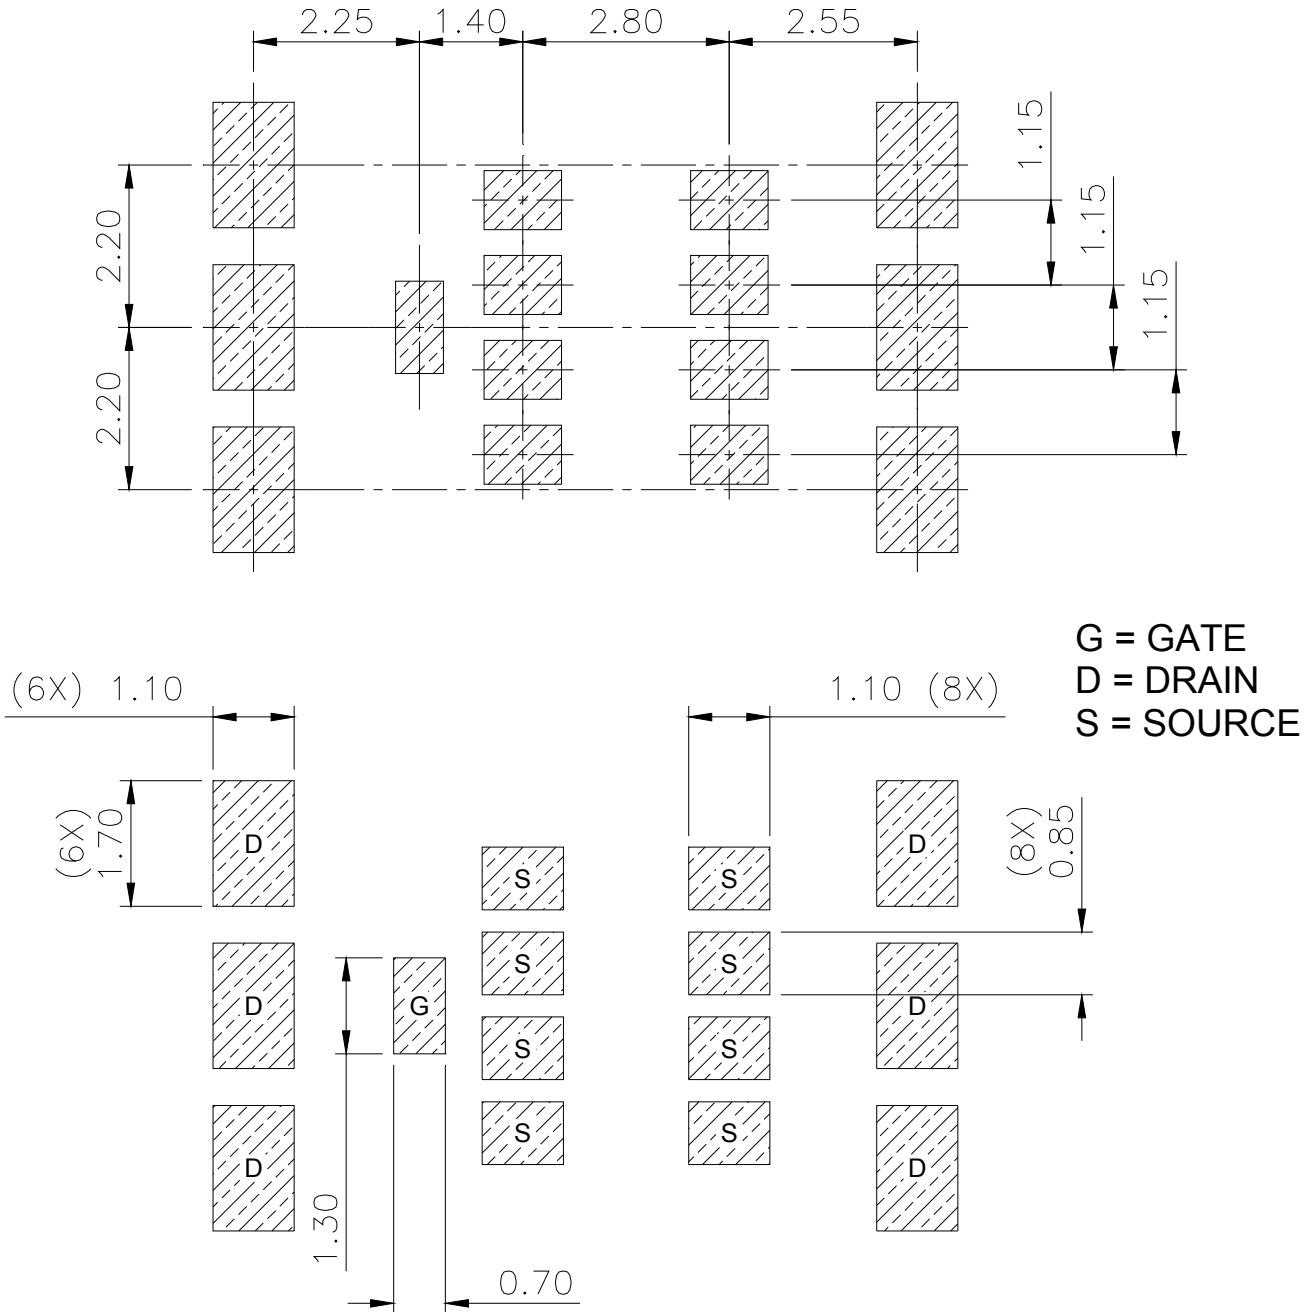 2.25 1.40 2.80 2.55
1.15
1.15
1.15
2.20
2.20
G = GATE
D = DRAIN
S = SOURCE
(6X) 1.10
1.10 (8X)
(6X)
1.70
(8X)
0.85
D
D
S
S
S
S
D
G
D
S
S
S
S
D
D
1.30
0.70